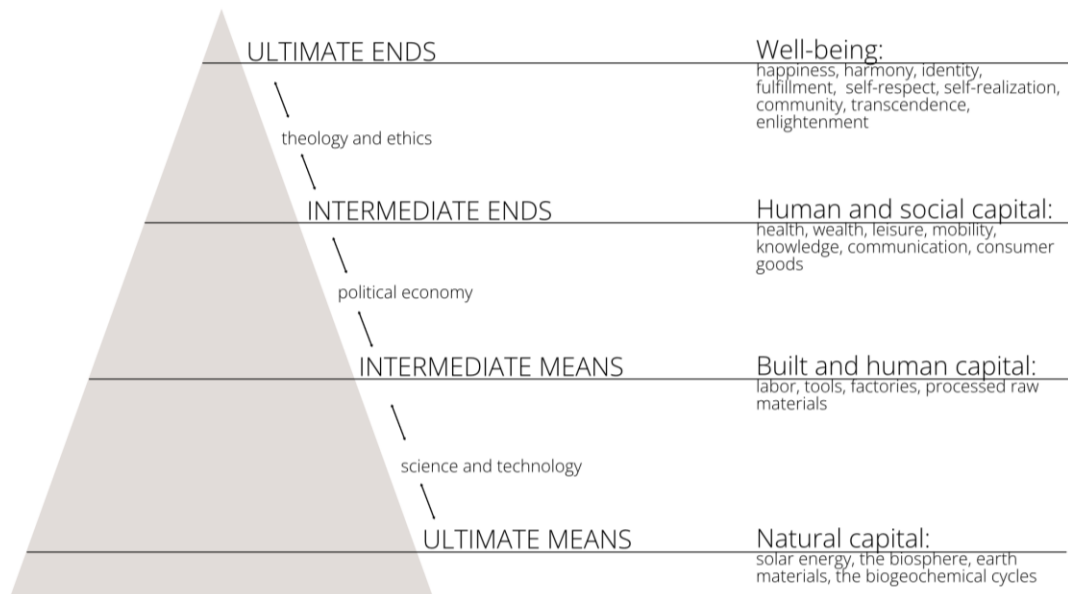 ULTIMATE ENDS
Well-being:
happiness, harmony, identity,
fulfillment, self-respect, self-realization,
community, transcendence,
enlightenment
theology and ethics
INTERMEDIATE ENDS
Human and social capital:
health, wealth, leisure, mobility,
knowledge, communication, consumer
goods
political economy
INTERMEDIATE MEANS
Built and human capital:
labor, tools, factories, processed raw
materials
science and technology
ULTIMATE MEANS
Natural capital:
solar energy, the biosphere, earth
materials, the biogeochemical cycles